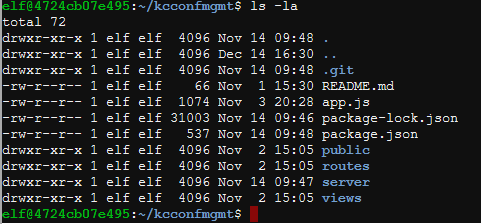 elf@4724cb07e495:~/kcconfmgmt$ ls -la
total 72
drwxr-xr-x 1 elf elf  4096 Nov 14 09:48 .
drwxr-xr-x 1 elf elf  4096 Dec 14 16:30 ..
drwxr-xr-x 1 elf elf  4096 Nov 14 09:48 .git
-rw-r--r-- 1 elf elf    66 Nov  1 15:30 README.md
-rw-r--r-- 1 elf elf  1074 Nov  3 20:28 app.js
-rw-r--r-- 1 elf elf 31003 Nov 14 09:46 package-lock.json
-rw-r--r-- 1 elf elf   537 Nov 14 09:48 package.json
drwxr-xr-x 1 elf elf  4096 Nov  2 15:05 public
drwxr-xr-x 1 elf elf  4096 Nov  2 15:05 routes
drwxr-xr-x 1 elf elf  4096 Nov 14 09:47 server
drwxr-xr-x 1 elf elf  4096 Nov  2 15:05 views
elf@4724cb07e495:~/kcconfmgmt$